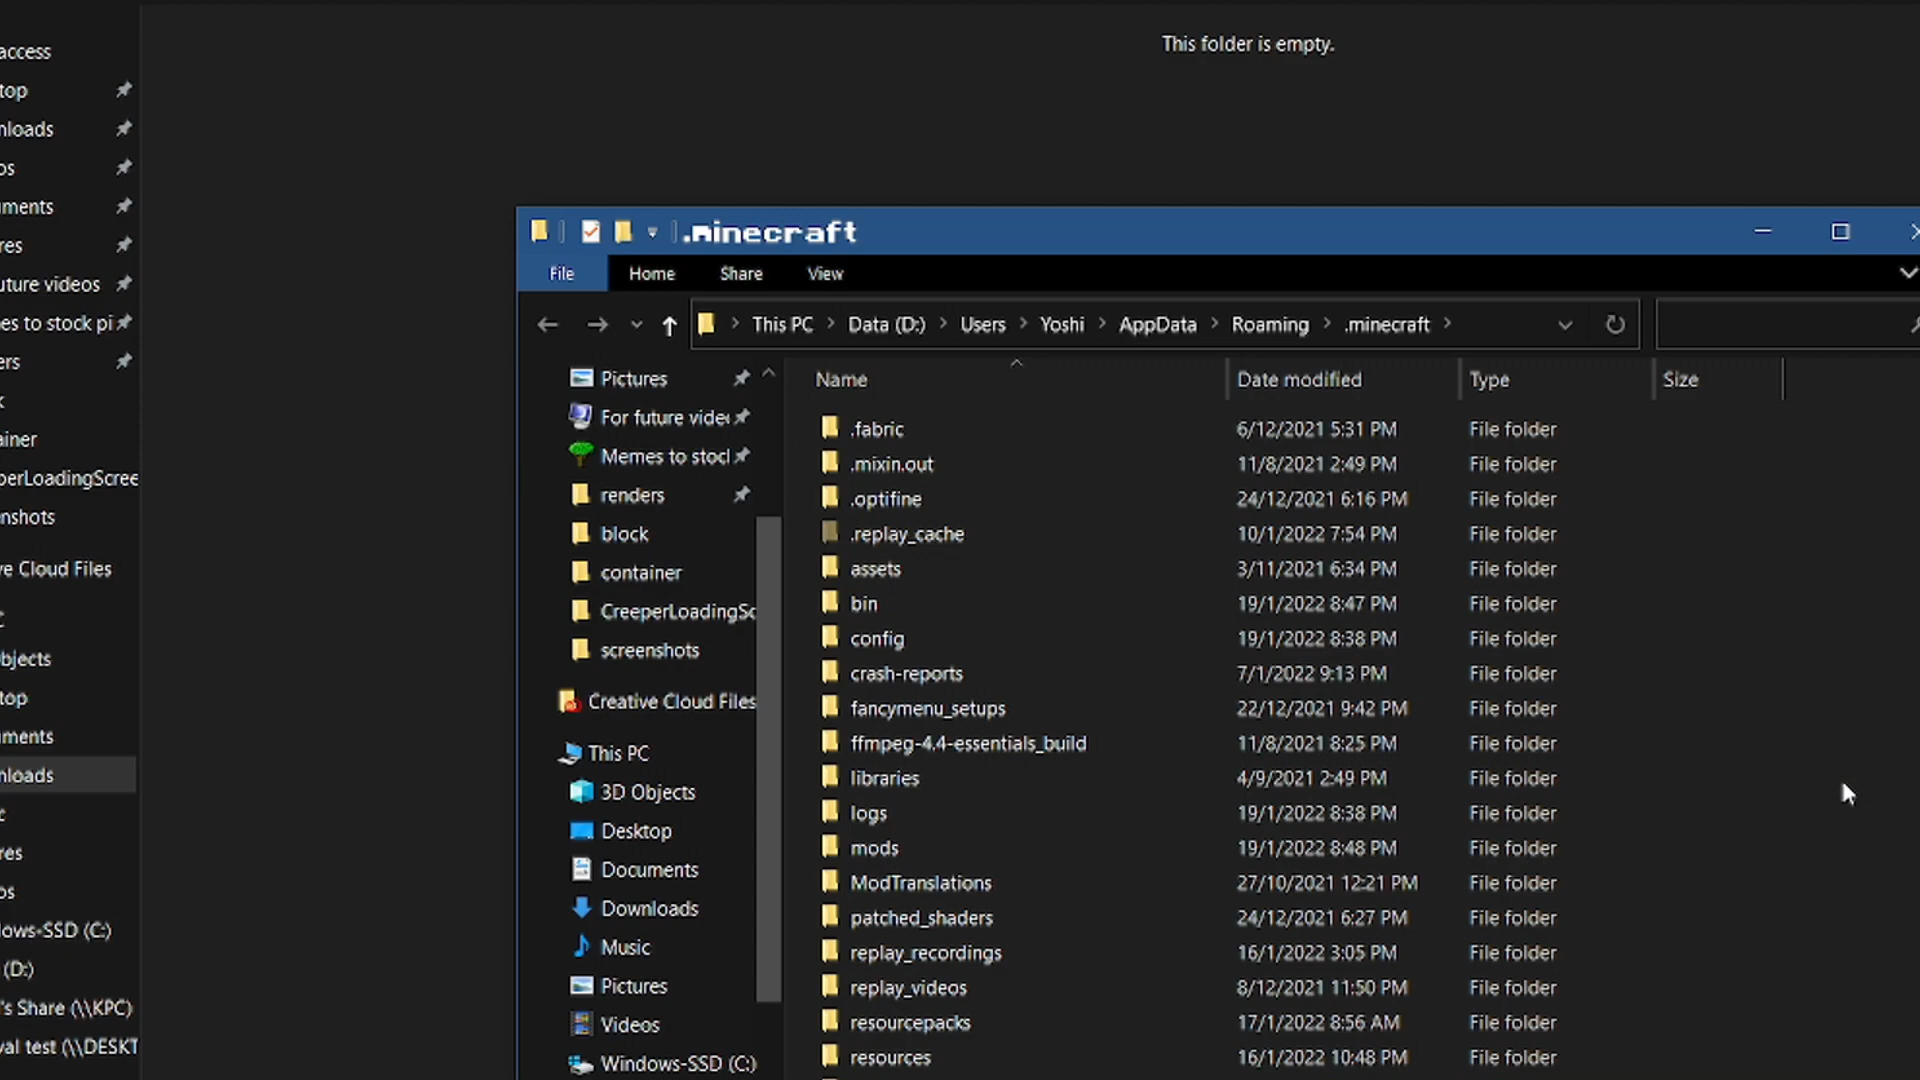 This folder is empty.
access
top
nloads
os
uments
res
uture videos
es to stock pi
ers
k
ainer
perLoadingScree
nshots
ve Cloud Files
C
bjects
top
uments
nloads
c
res
os
lows-SSD (C:)
(D:)
's Share (\\KPC)
val test (\\DESKT
.minecraft
File Home Share View
This PC Data (D:) Users Yoshi AppData Roaming .minecraft
Pictures
For future vide
Memes to stocl
renders
block
container
CreeperLoadingSc
screenshots
Creative Cloud Files
This PC
3D Objects
Desktop
Documents
Downloads
Music
Pictures
Videos
Windows-SSD (C:)
Name Date modified Type Size
.fabric 6/12/2021 5:31 PM File folder
.mixin.out 11/8/2021 2:49 PM File folder
.optifine 24/12/2021 6:16 PM File folder
.replay_cache 10/1/2022 7:54 PM File folder
assets 3/11/2021 6:34 PM File folder
bin 19/1/2022 8:47 PM File folder
config 19/1/2022 8:38 PM File folder
crash-reports 7/1/2022 9:13 PM File folder
fancymenu_setups 22/12/2021 9:42 PM File folder
ffmpeg-4.4-essentials_build 11/8/2021 8:25 PM File folder
libraries 4/9/2021 2:49 PM File folder
logs 19/1/2022 8:38 PM File folder
mods 19/1/2022 8:48 PM File folder
ModTranslations 27/10/2021 12:21 PM File folder
patched_shaders 24/12/2021 6:27 PM File folder
replay_recordings 16/1/2022 3:05 PM File folder
replay_videos 8/12/2021 11:50 PM File folder
resourcepacks 17/1/2022 8:56 AM File folder
resources 16/1/2022 10:48 PM File folder